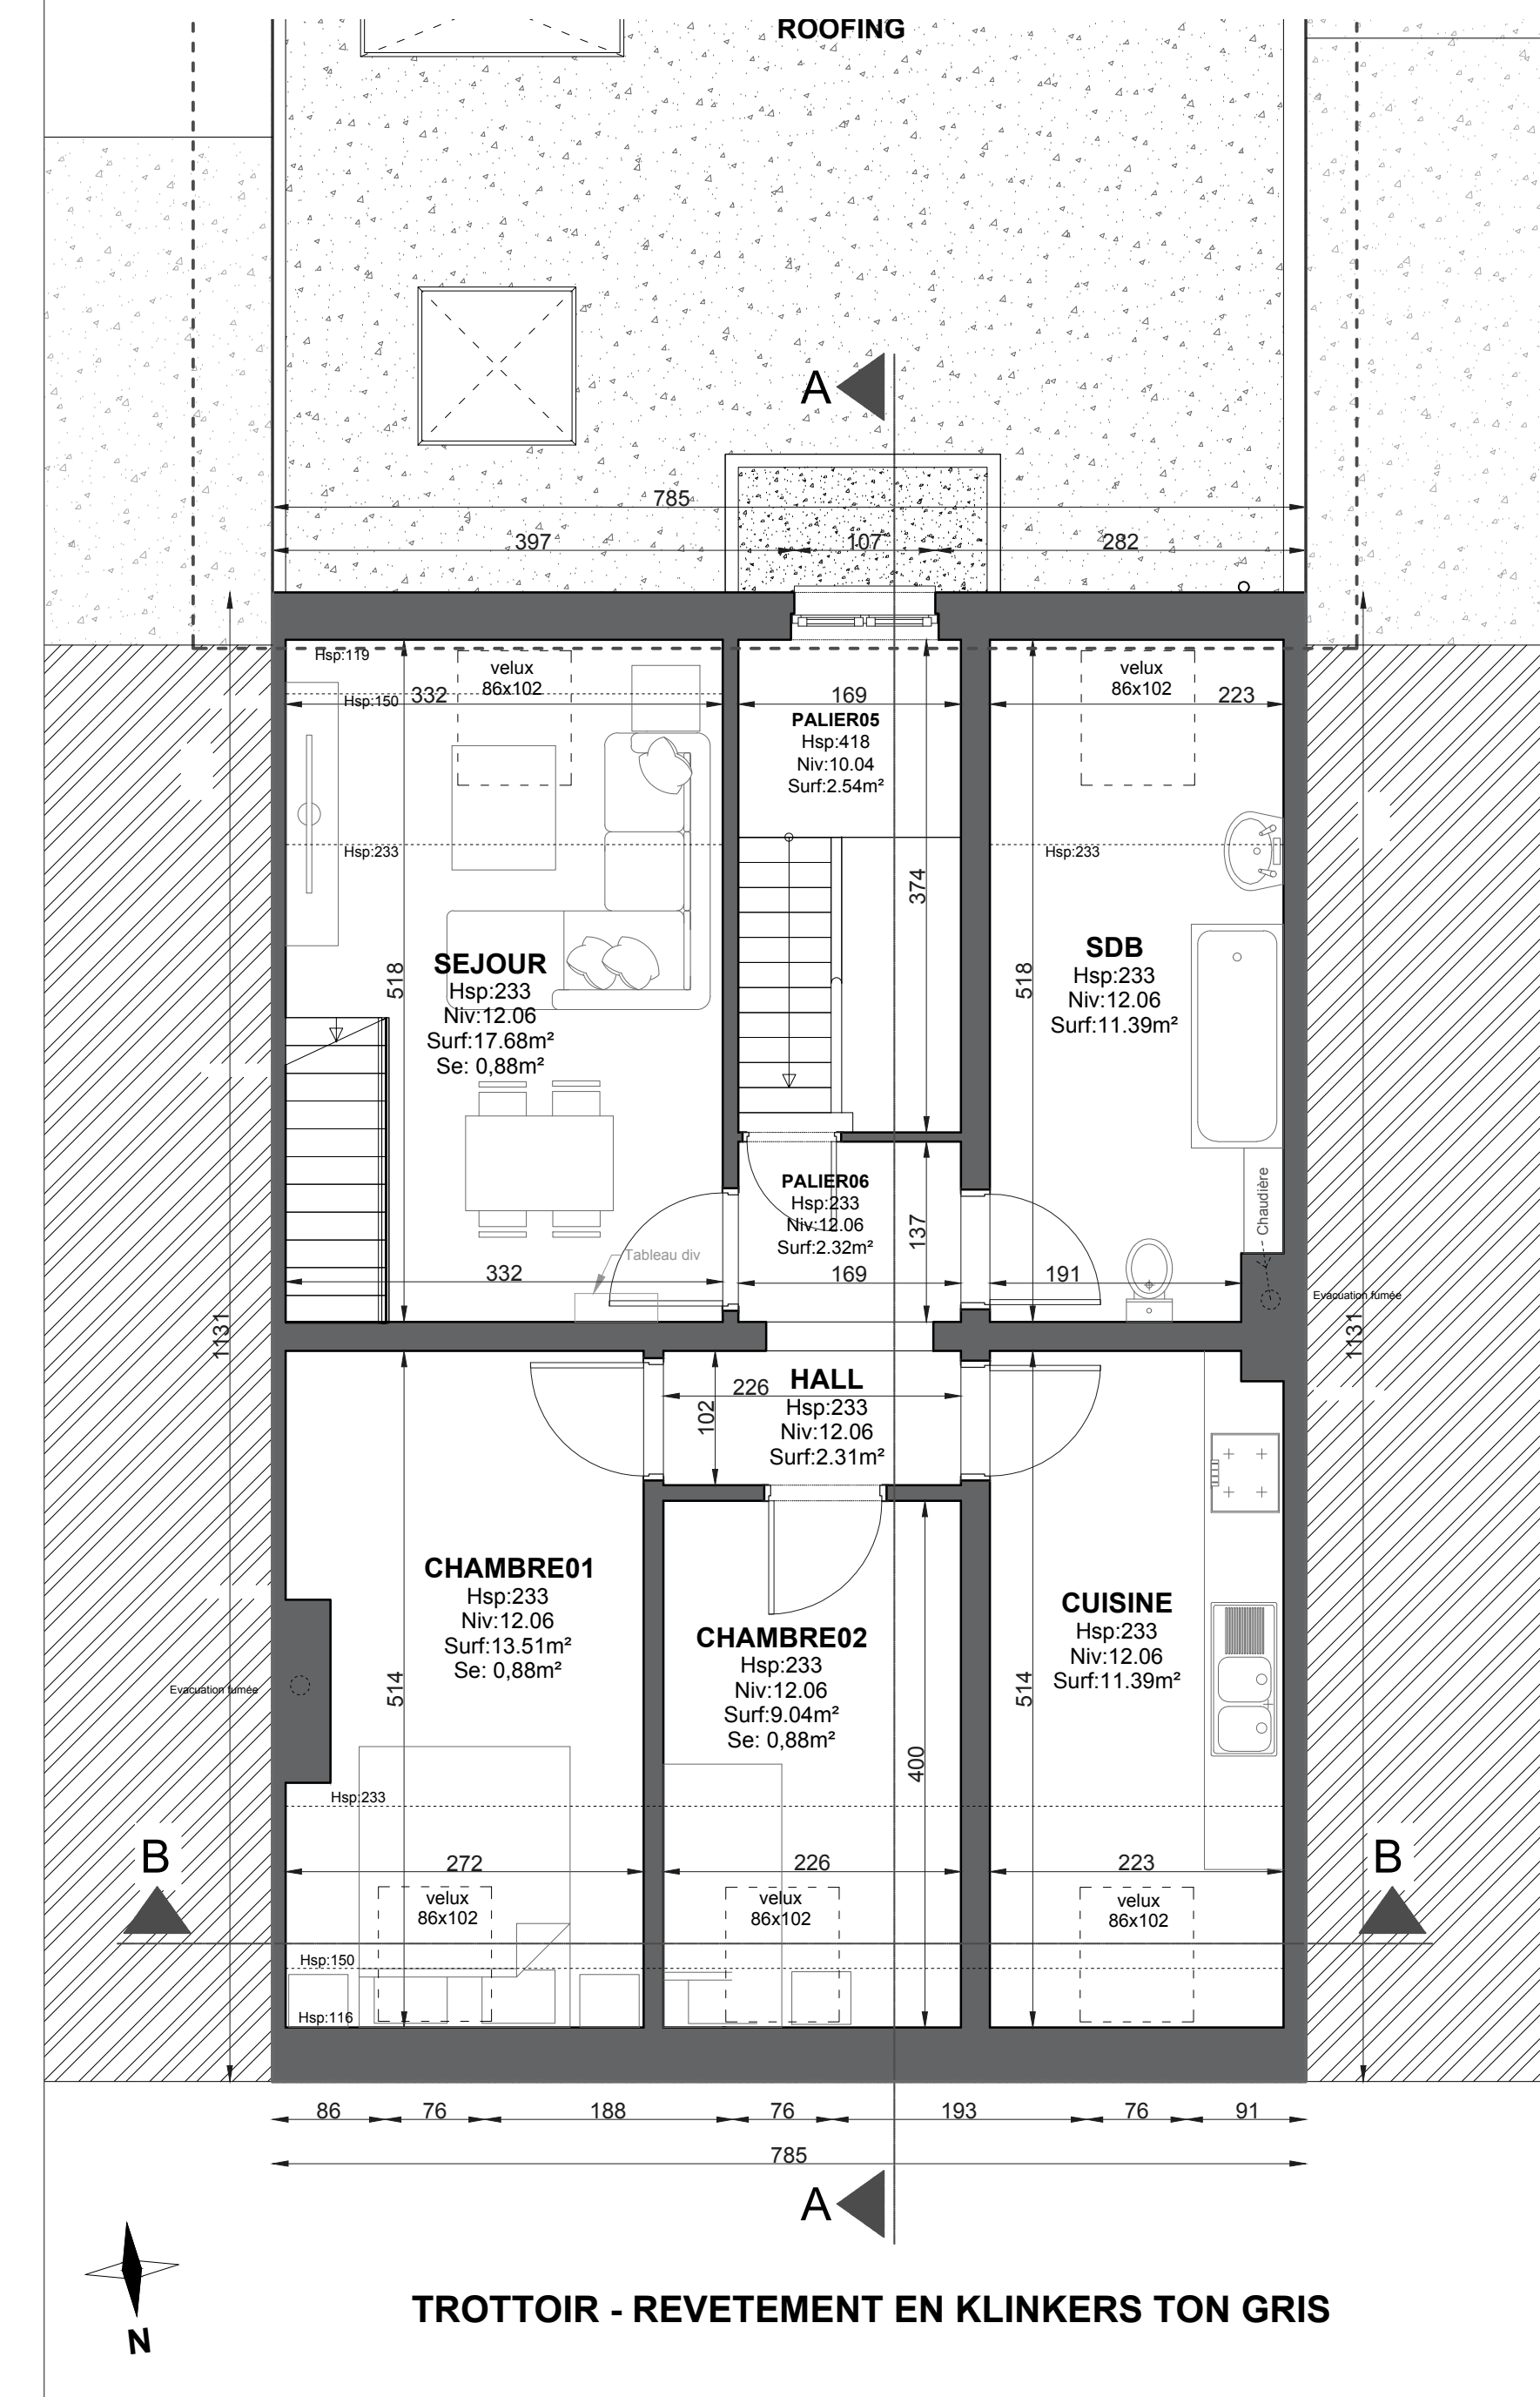 ROOFING
A
785
397
107
282
Hsp:119
velux
86x102
velux
86x102
Hsp:150
332
169
223
PALIER05
Hsp:418
Niv:10.04
Surf:2.54m²
Hsp:233
Hsp:233
374
SEJOUR
Hsp:233
Niv:12.06
Surf:17.68m²
Se: 0,88m²
518
518
SDB
Hsp:233
Niv:12.06
Surf:11.39m²
PALIER06
Hsp:233
Niv:12.06
Surf:2.32m²
137
Chaudière
Tableau div
332
169
191
Evacuation fumée
1131
1131
HALL
Hsp:233
Niv:12.06
Surf:2.31m²
226
102
CHAMBRE01
Hsp:233
Niv:12.06
Surf:13.51m²
Se: 0,88m²
CHAMBRE02
Hsp:233
Niv:12.06
Surf:9.04m²
Se: 0,88m²
CUISINE
Hsp:233
Niv:12.06
Surf:11.39m²
Evacuation fumée
514
514
400
Hsp:233
B
B
272
226
223
velux
86x102
velux
86x102
velux
86x102
Hsp:150
Hsp:116
86
76
188
76
193
76
91
785
A
N
TROTTOIR - REVETEMENT EN KLINKERS TON GRIS